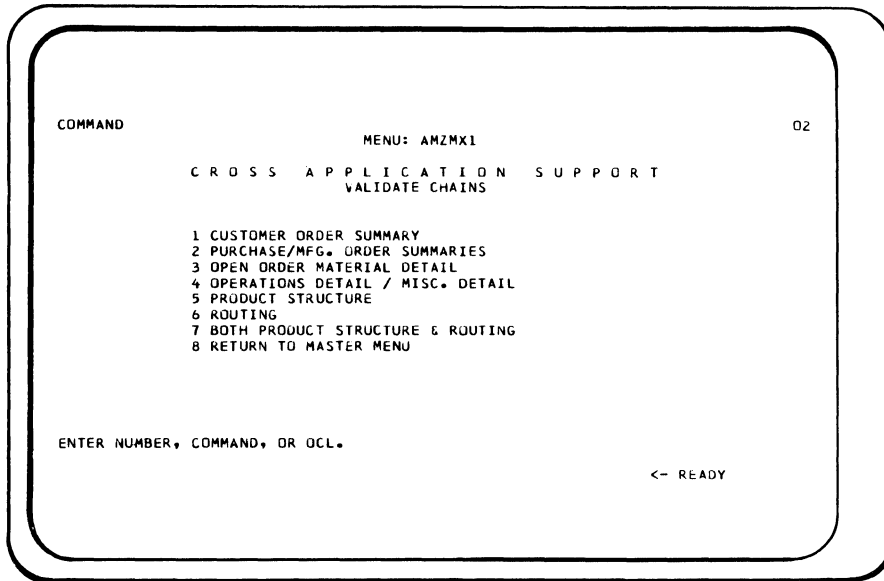 COMMAND 02
MENU: AMZMX1
C R O S S A P P L I C A T I O N S U P P O R T
VALIDATE CHAINS
1 CUSTOMER ORDER SUMMARY
2 PURCHASE/MFG. ORDER SUMMARIES
3 OPEN ORDER MATERIAL DETAIL
4 OPERATIONS DETAIL / MISC. DETAIL
5 PRODUCT STRUCTURE
6 ROUTING
7 BOTH PRODUCT STRUCTURE & ROUTING
8 RETURN TO MASTER MENU
ENTER NUMBER, COMMAND, OR OCL.
<- READY